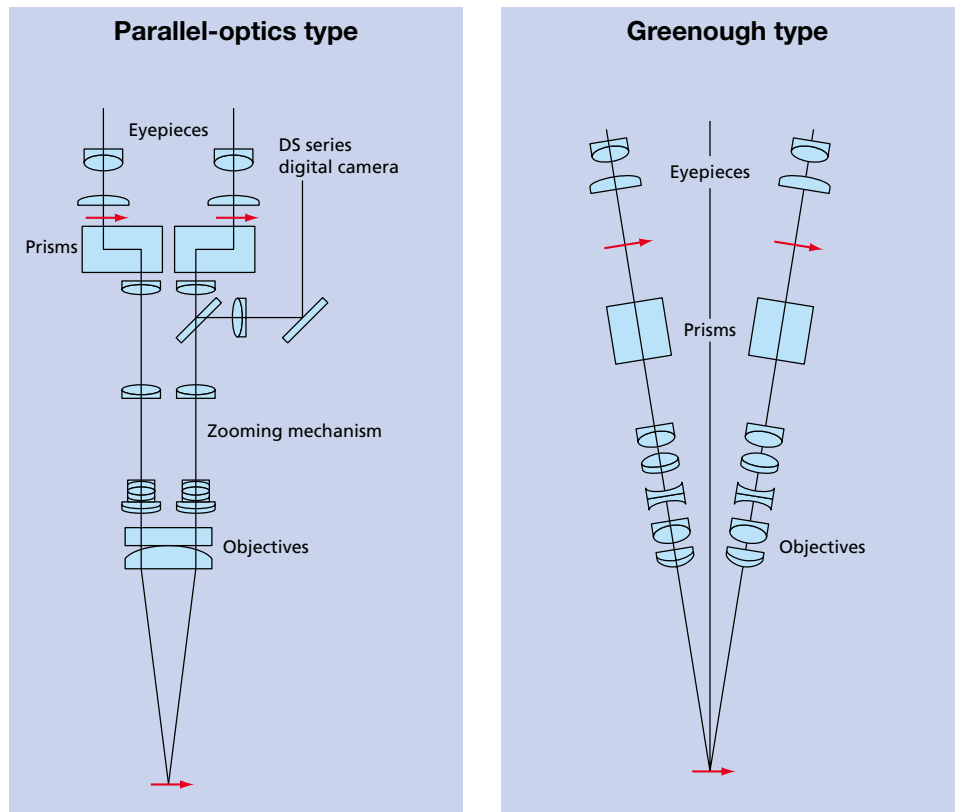 Parallel-optics type
Eyepieces
DS series
digital camera
Prisms
Zooming mechanism
Objectives
Greenough type
Eyepieces
Prisms
Objectives